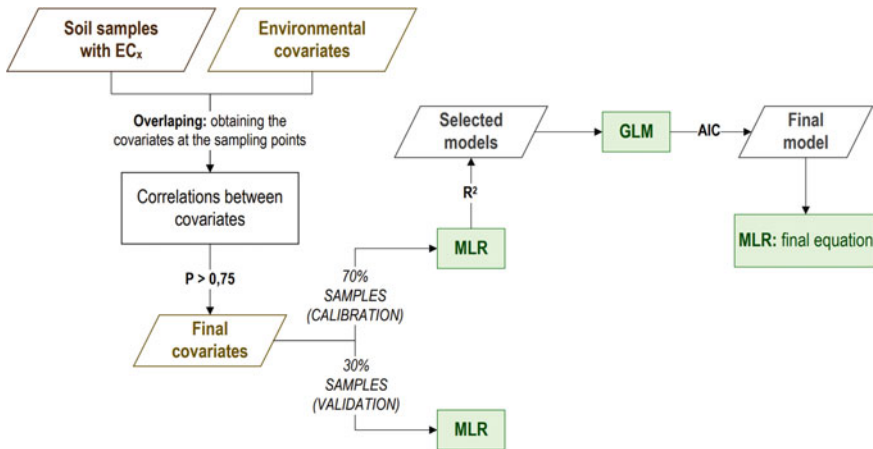 Soil samples
with ECx
Environmental
covariates
Overlaping: obtaining the
covariates at the sampling points
Correlations between
covariates
P > 0,75
Final
covariates
70%
SAMPLES
(CALIBRATION)
30%
SAMPLES
(VALIDATION)
MLR
MLR
R²
Selected
models
GLM
AIC
Final
model
MLR: final equation